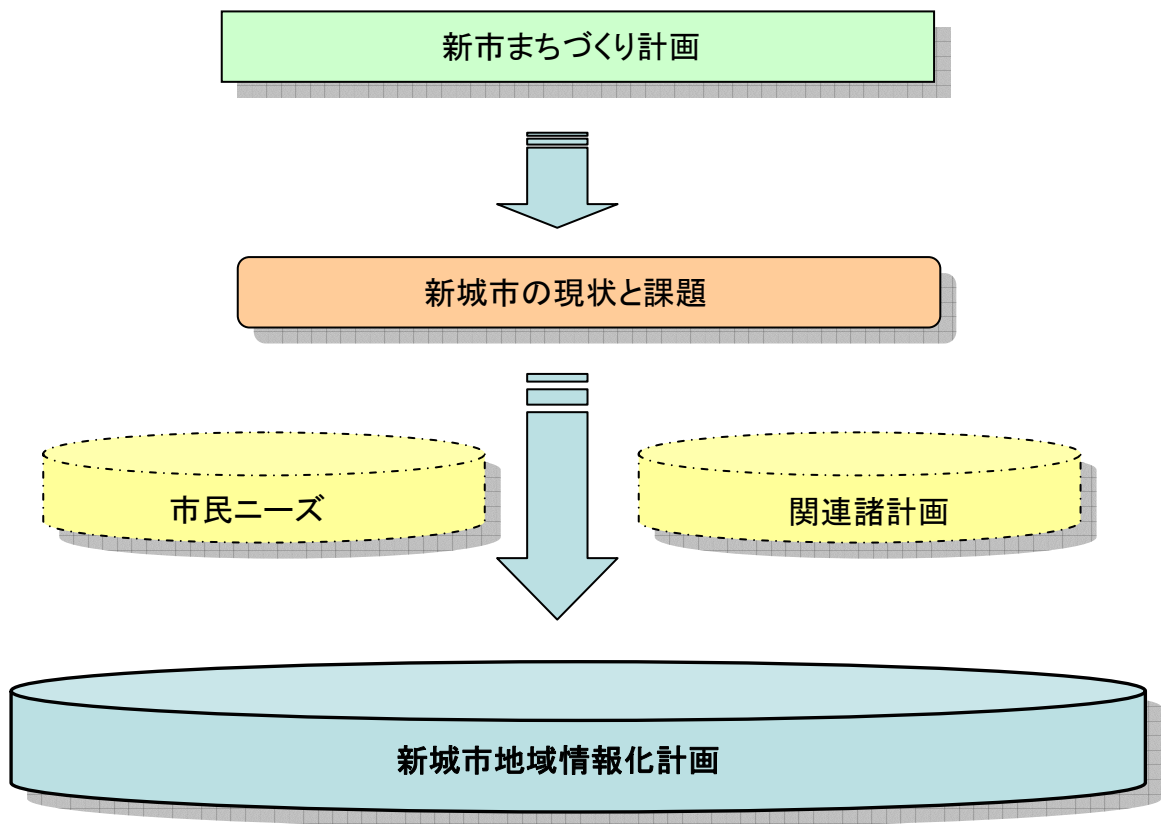 新市まちづくり計画
新城市の現状と課題
市民ニーズ
関連諸計画
新城市地域情報化計画